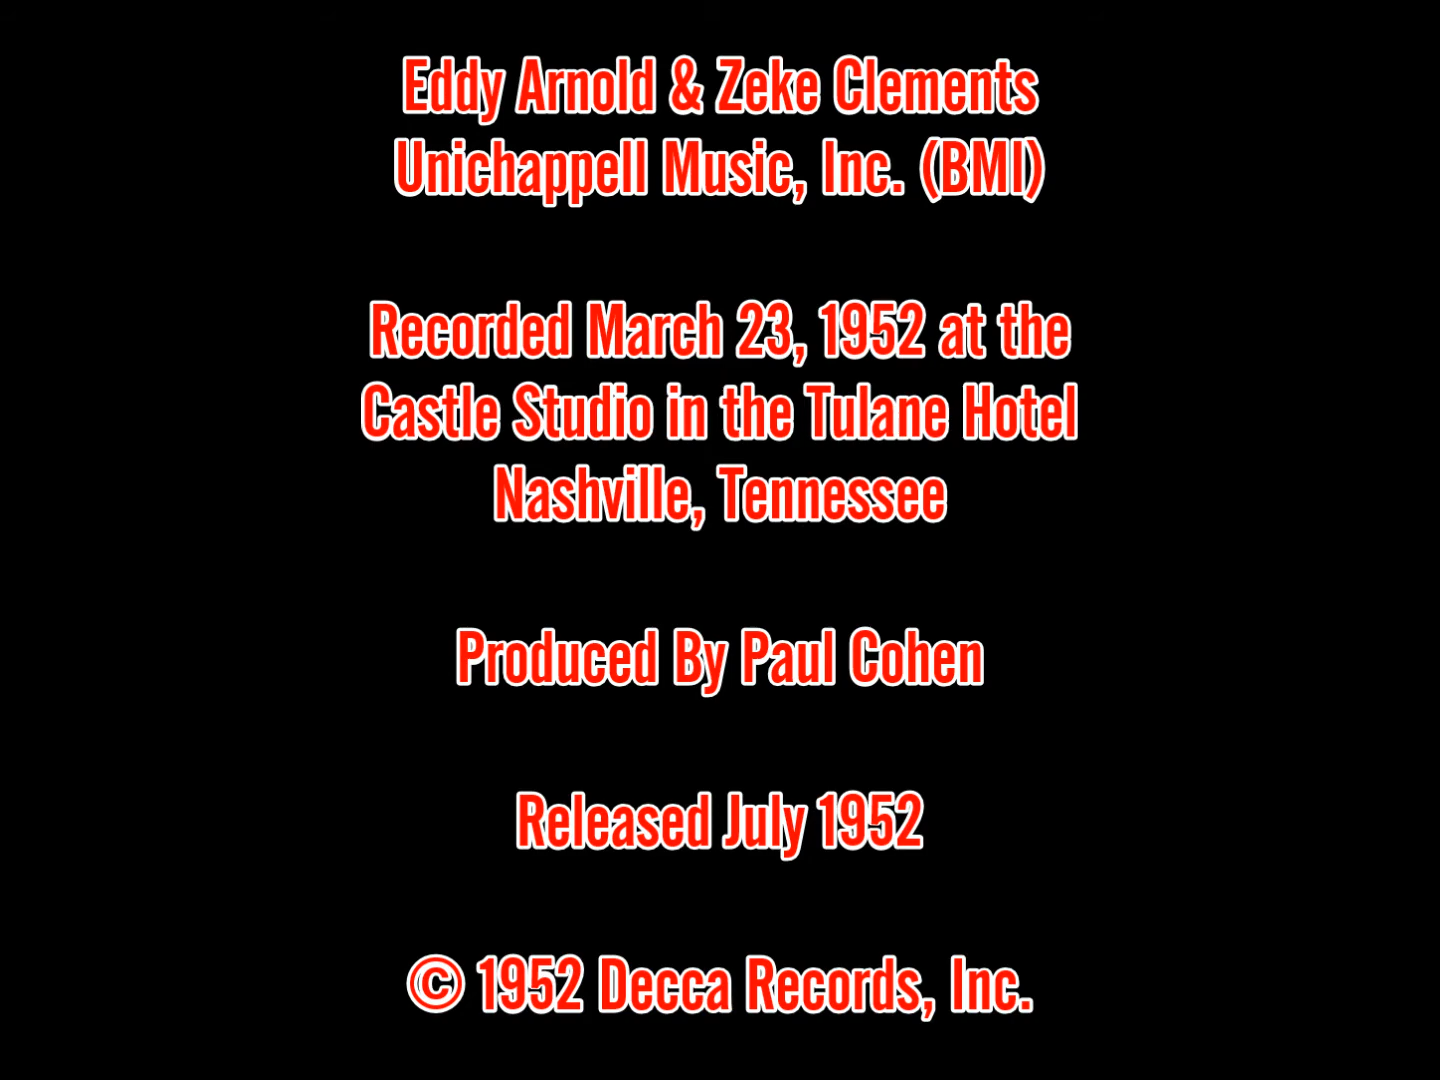 Eddy Arnold & Zeke Clements
Unichappell Music, Inc. (BMI)
Recorded March 23, 1952 at the
Castle Studio in the Tulane Hotel
Nashville, Tennessee
Produced By Paul Cohen
Released July 1952
© 1952 Decca Records, Inc.